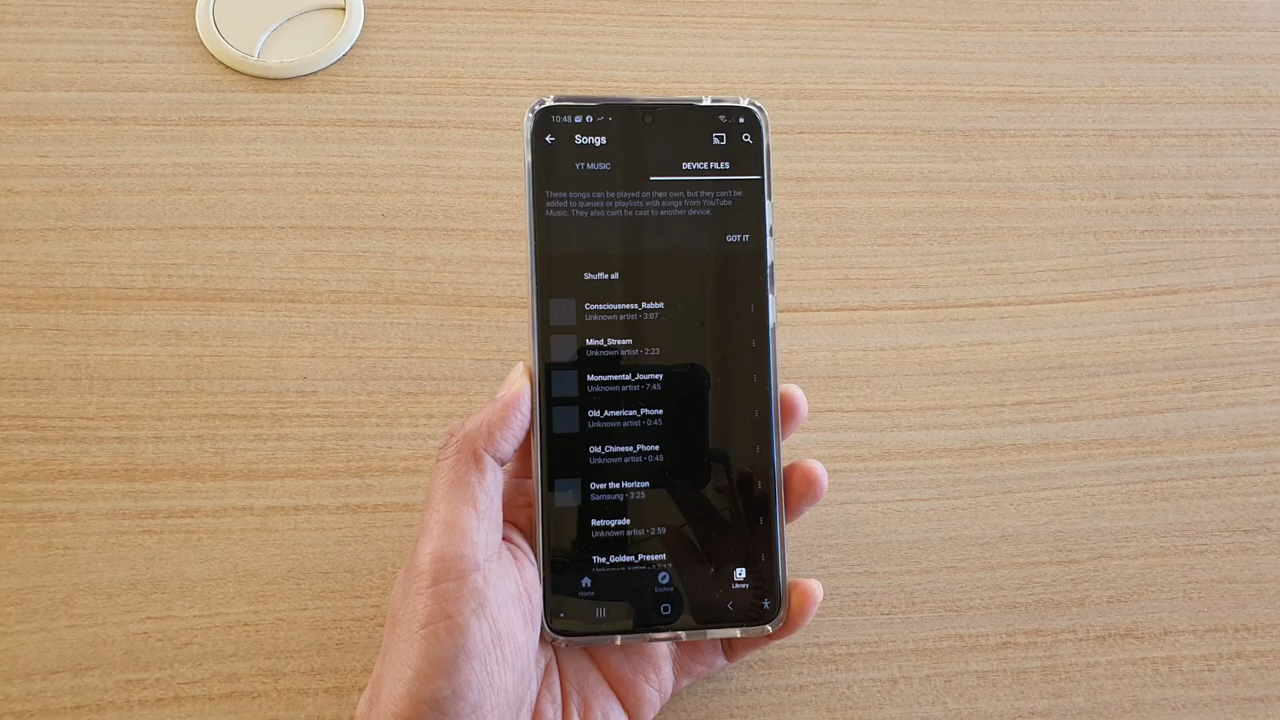 10:48
Songs
YT MUSIC
DEVICE FILES
These songs can be played on their own, but they can't be
added to queues or playlists with songs from YouTube
Music. They also can't be cast to another device.
GOT IT
Shuffle all
Consciousness_Rabbit
Unknown artist • 3:07
Mind_Stream
Unknown artist • 2:23
Monumental_Journey
Unknown artist • 7:45
Old_American_Phone
Unknown artist • 0:45
Old_Chinese_Phone
Unknown artist • 0:45
Over the Horizon
Samsung • 3:25
Retrograde
Unknown artist • 2:59
The_Golden_Present
Home
Explore
Library